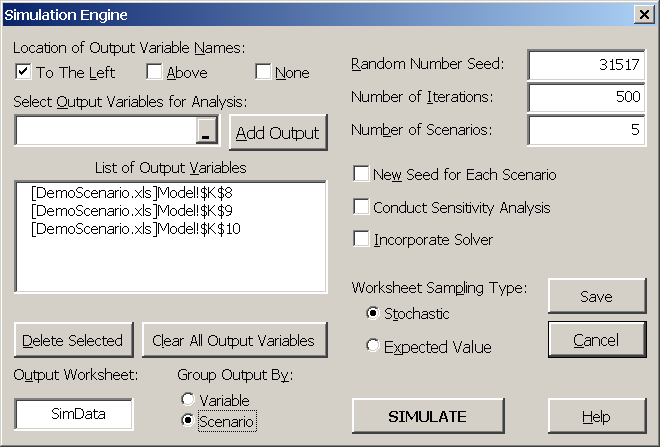 Simulation Engine
Location of Output Variable Names:
To The Left
Above
None
Select Output Variables for Analysis:
Add Output
List of Output Variables
[DemoScenario.xls]Model!$K$8
[DemoScenario.xls]Model!$K$9
[DemoScenario.xls]Model!$K$10
Delete Selected
Clear All Output Variables
Output Worksheet:
SimData
Group Output By:
Variable
Scenario
Random Number Seed: 31517
Number of Iterations: 500
Number of Scenarios: 5
New Seed for Each Scenario
Conduct Sensitivity Analysis
Incorporate Solver
Worksheet Sampling Type:
Stochastic
Expected Value
Save
Cancel
SIMULATE
Help